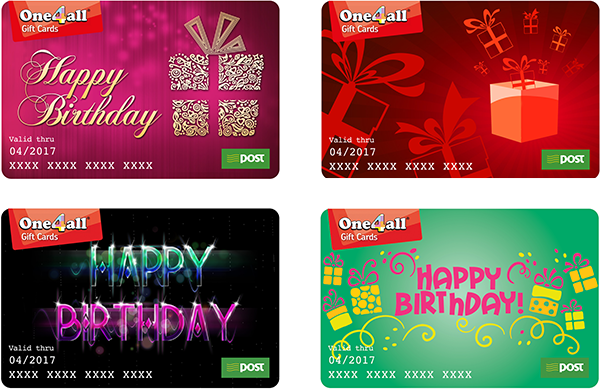 One4all®
Gift Cards
Happy
Birthday
Valid thru
04/2017
XXXX XXXX XXXX XXXX
post
One4all®
Gift Cards
Valid thru
04/2017
XXXX XXXX XXXX XXXX
post
One4all®
Gift Cards
HAPPY
BIRTHDAY
Valid thru
04/2017
XXXX XXXX XXXX XXXX
post
One4all®
Gift Cards
HAPPY
BIRTHDAY!
Valid thru
04/2017
XXXX XXXX XXXX XXXX
post